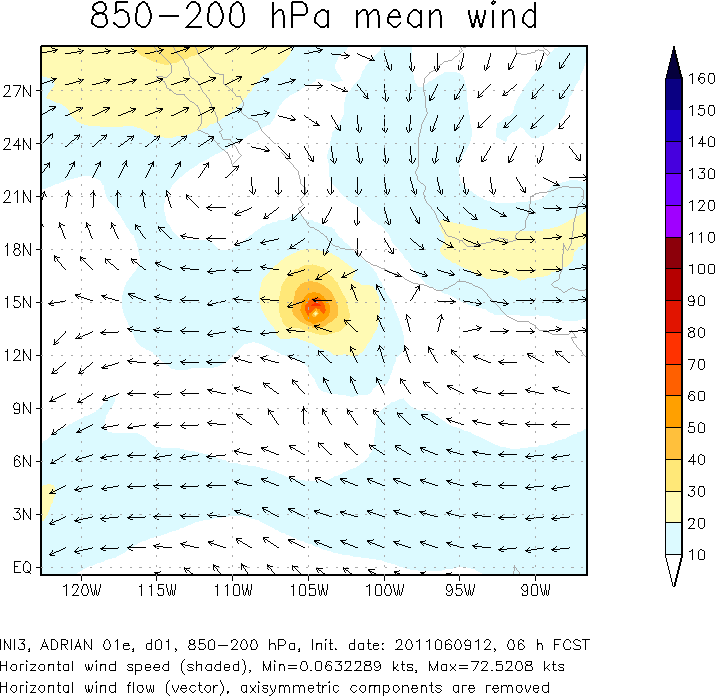 850-200 hPa mean wind
27N
24N
21N
18N
15N
12N
9N
6N
3N
EQ
120W 115W 110W 105W 100W 95W 90W
160
150
140
130
120
110
100
90
80
70
60
50
40
30
20
10
INI3, ADRIAN 01e, d01, 850-200 hPa, Init. date: 2011060912, 06 h FCST
Horizontal wind speed (shaded), Min=0.0632289 kts, Max=72.5208 kts
Horizontal wind flow (vector), axisymmetric components are removed